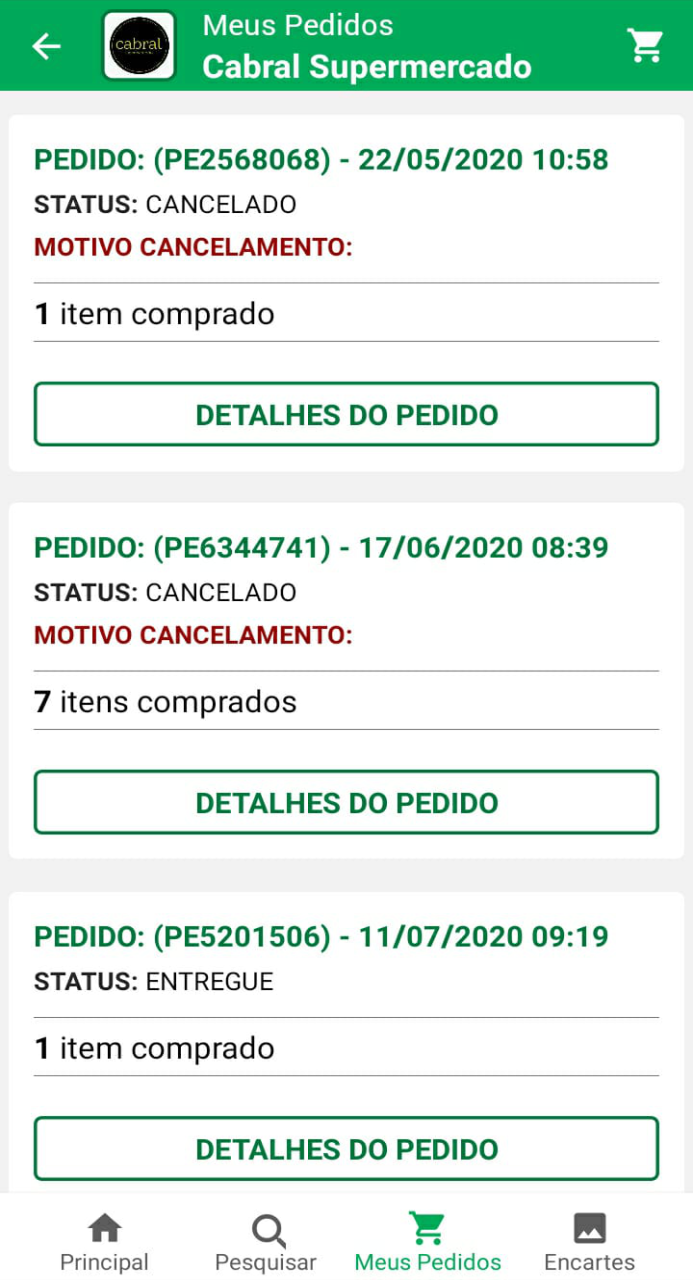 Meus Pedidos
cabral
Cabral Supermercado
PEDIDO: (PE2568068) - 22/05/2020 10:58
STATUS: CANCELADO
MOTIVO CANCELAMENTO:
1 item comprado
DETALHES DO PEDIDO
PEDIDO: (PE6344741) - 17/06/2020 08:39
STATUS: CANCELADO
MOTIVO CANCELAMENTO:
7 itens comprados
DETALHES DO PEDIDO
PEDIDO: (PE5201506) - 11/07/2020 09:19
STATUS: ENTREGUE
1 item comprado
DETALHES DO PEDIDO
Principal Pesquisar Meus Pedidos Encartes